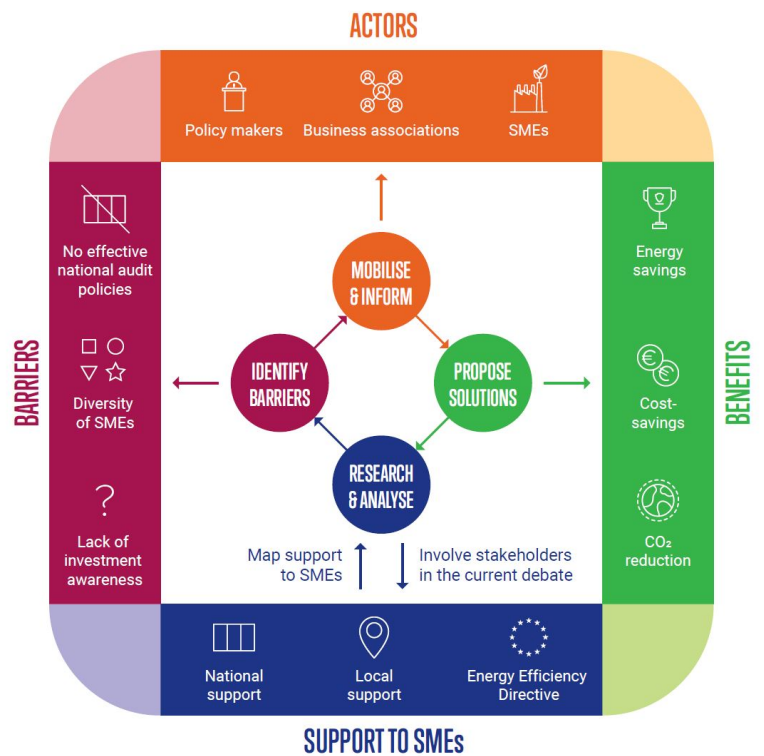 ACTORS
Policy makers
Business associations
SMEs
BARRIERS
No effective
national audit
policies
Diversity
of SMEs
?
Lack of
investment
awareness
MOBILISE
& INFORM
IDENTIFY
BARRIERS
PROPOSE
SOLUTIONS
RESEARCH
& ANALYSE
Map support
to SMEs
Involve stakeholders
in the current debate
Energy
savings
€ €
Cost-
savings
CO₂
reduction
BENEFITS
National
support
Local
support
Energy Efficiency
Directive
SUPPORT TO SMEs